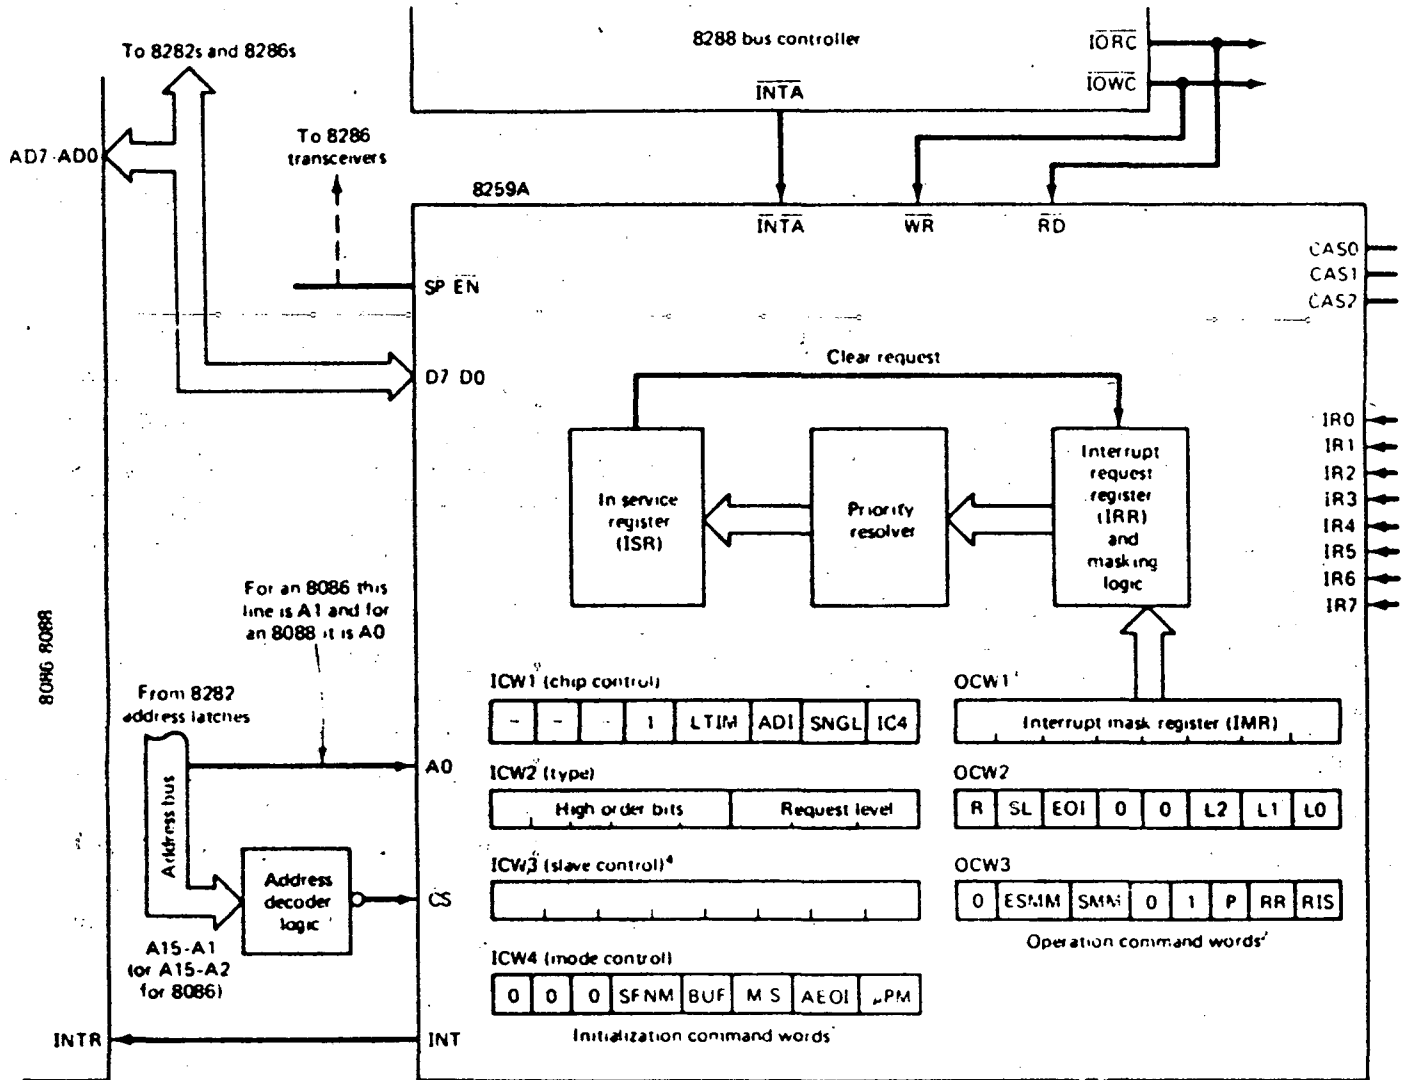 8288 bus controller
IORC
IOWC
INTA
To 8282s and 8286s
To 8286
transceivers
AD7-AD0
8259A
INTA
WR
RD
CAS0
CAS1
CAS2
SP EN
D7 D0
Clear request
In service
register
(ISR)
Priority
resolver
Interrupt
request
register
(IRR)
and
masking
logic
IR0
IR1
IR2
IR3
IR4
IR5
IR6
IR7
8086 8088
For an 8086 this
line is A1 and for
an 8088 it is A0
From 8282
address latches
Address bus
A0
Address
decoder
logic
CS
A15-A1
(or A15-A2
for 8086)
INTR
INT
ICW1 (chip control)
- - - 1 LTIM ADI SNGL IC4
ICW2 (type)
High order bits Request level
ICW3 (slave control)4
ICW4 (mode control)
0 0 0 SFNM BUF M S AEOI μPM
Initialization command words
OCW1
Interrupt mask register (IMR)
OCW2
R SL EOI 0 0 L2 L1 L0
OCW3
0 ESMM SMM 0 1 P RR RIS
Operation command words